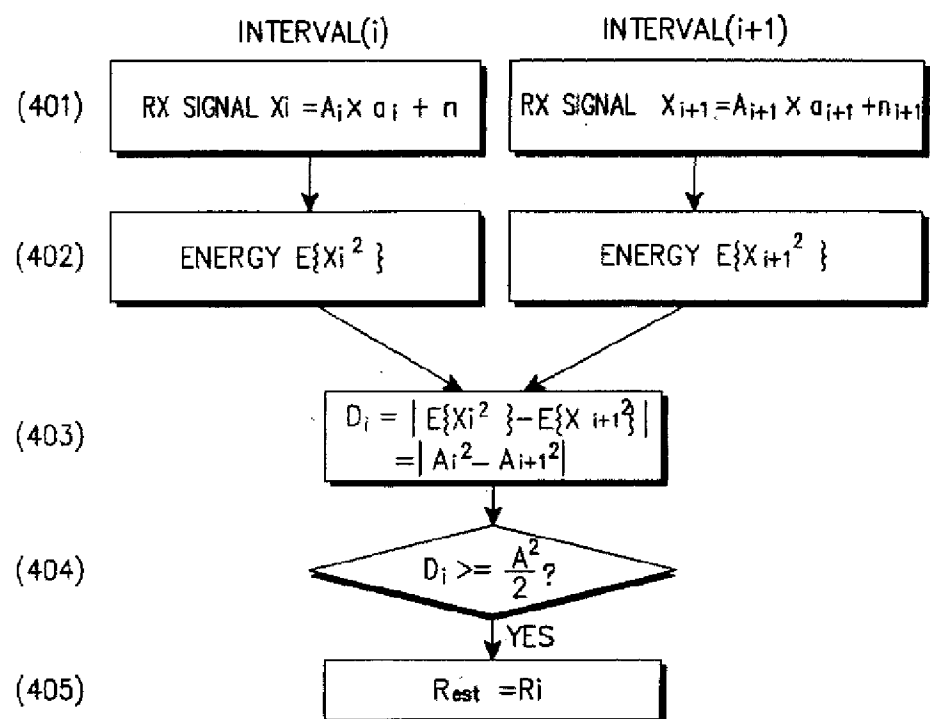 INTERVAL(i) INTERVAL(i+1)
(401) RX SIGNAL Xi =Ai X ai + n RX SIGNAL Xi+1 =Ai+1 X ai+1 +ni+1
(402) ENERGY E{Xi² } ENERGY E{Xi+1² }
(403) Di = | E{Xi² }-E{X i+1²} |
=| Ai² - Ai+1² |
(404) Di >= A²/2 ?
YES
(405) Rest =Ri